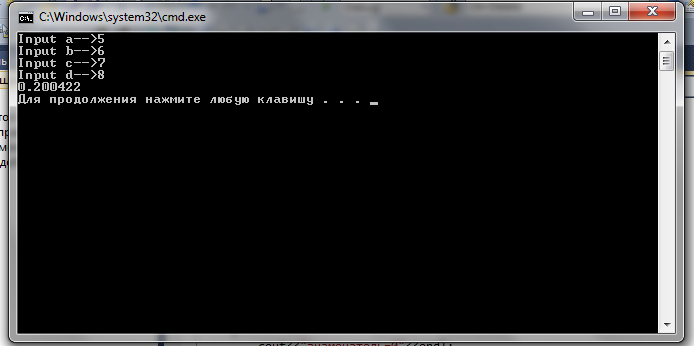 C:\Windows\system32\cmd.exe
Input a-->5
Input b-->6
Input c-->7
Input d-->8
0.200422
Для продолжения нажмите любую клавишу . . .